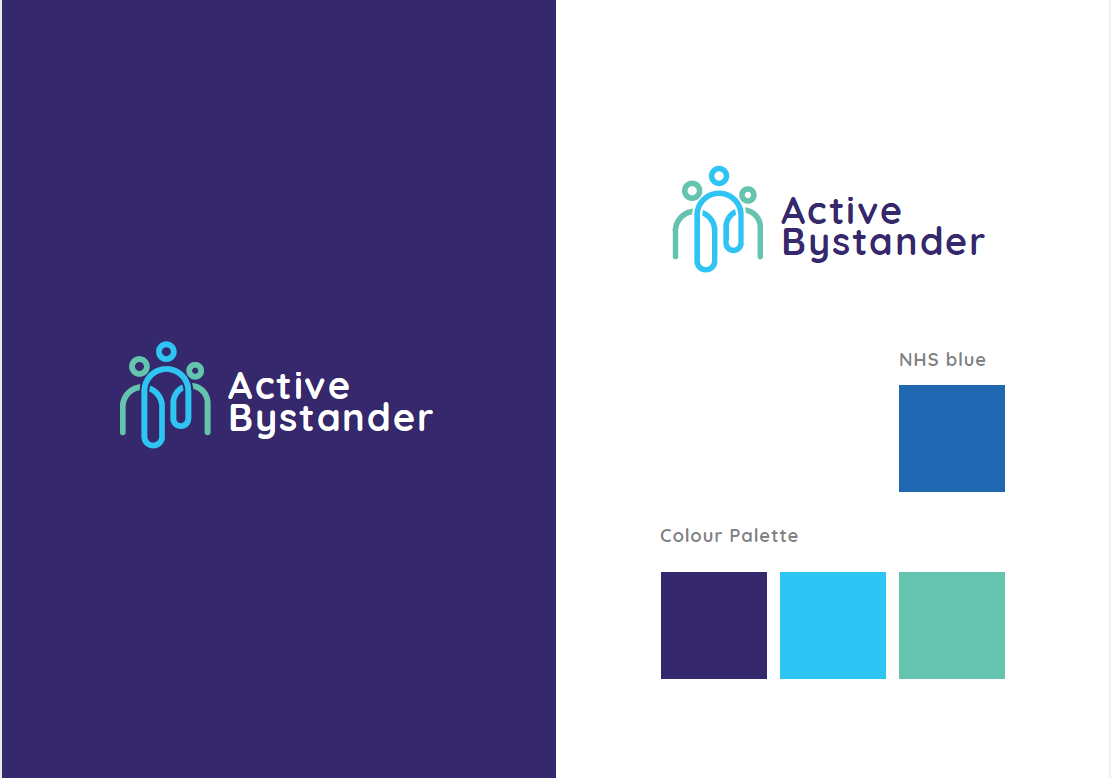 Active
Bystander
Active
Bystander
NHS blue
Colour Palette